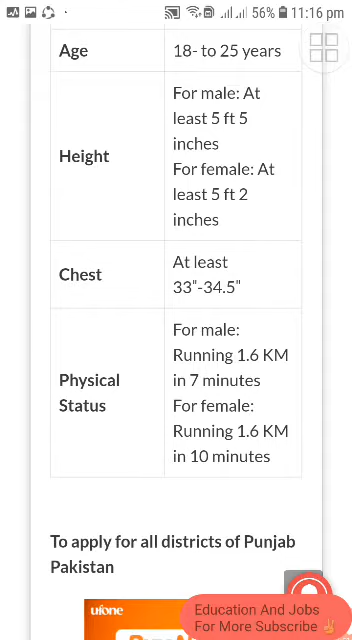 56% 11:16 pm
Age 18- to 25 years
For male: At
least 5 ft 5
inches
Height For female: At
least 5 ft 2
inches
Chest At least
33"-34.5"
For male:
Running 1.6 KM
Physical in 7 minutes
Status For female:
Running 1.6 KM
in 10 minutes
To apply for all districts of Punjab
Pakistan
ufone
Education And Jobs
For More Subscribe ✌